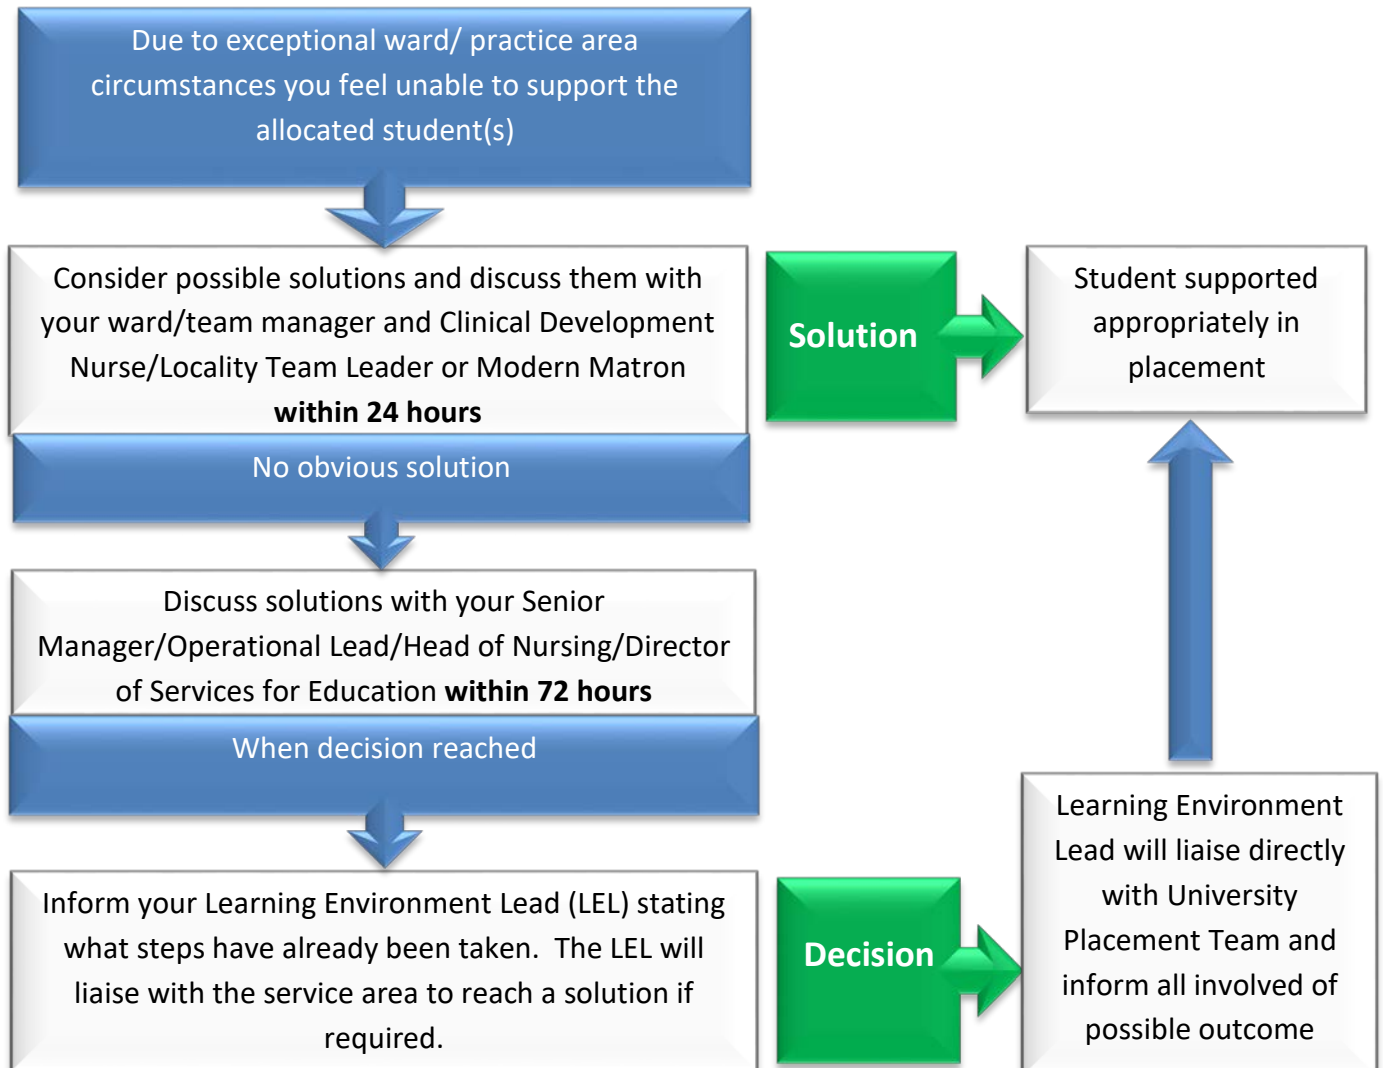 Due to exceptional ward/ practice area
circumstances you feel unable to support the
allocated student(s)
Consider possible solutions and discuss them with
your ward/team manager and Clinical Development
Nurse/Locality Team Leader or Modern Matron
within 24 hours
Solution
Student supported
appropriately in
placement
No obvious solution
Discuss solutions with your Senior
Manager/Operational Lead/Head of Nursing/Director
of Services for Education within 72 hours
When decision reached
Inform your Learning Environment Lead (LEL) stating
what steps have already been taken.  The LEL will
liaise with the service area to reach a solution if
required.
Decision
Learning Environment
Lead will liaise directly
with University
Placement Team and
inform all involved of
possible outcome